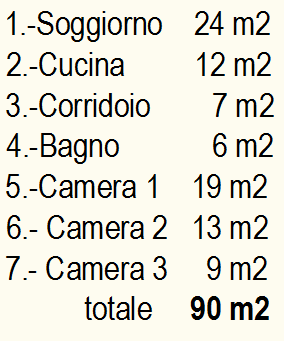 1.-Soggiorno 24 m2
2.-Cucina 12 m2
3.-Corridoio 7 m2
4.-Bagno 6 m2
5.-Camera 1 19 m2
6.- Camera 2 13 m2
7.- Camera 3 9 m2
totale 90 m2